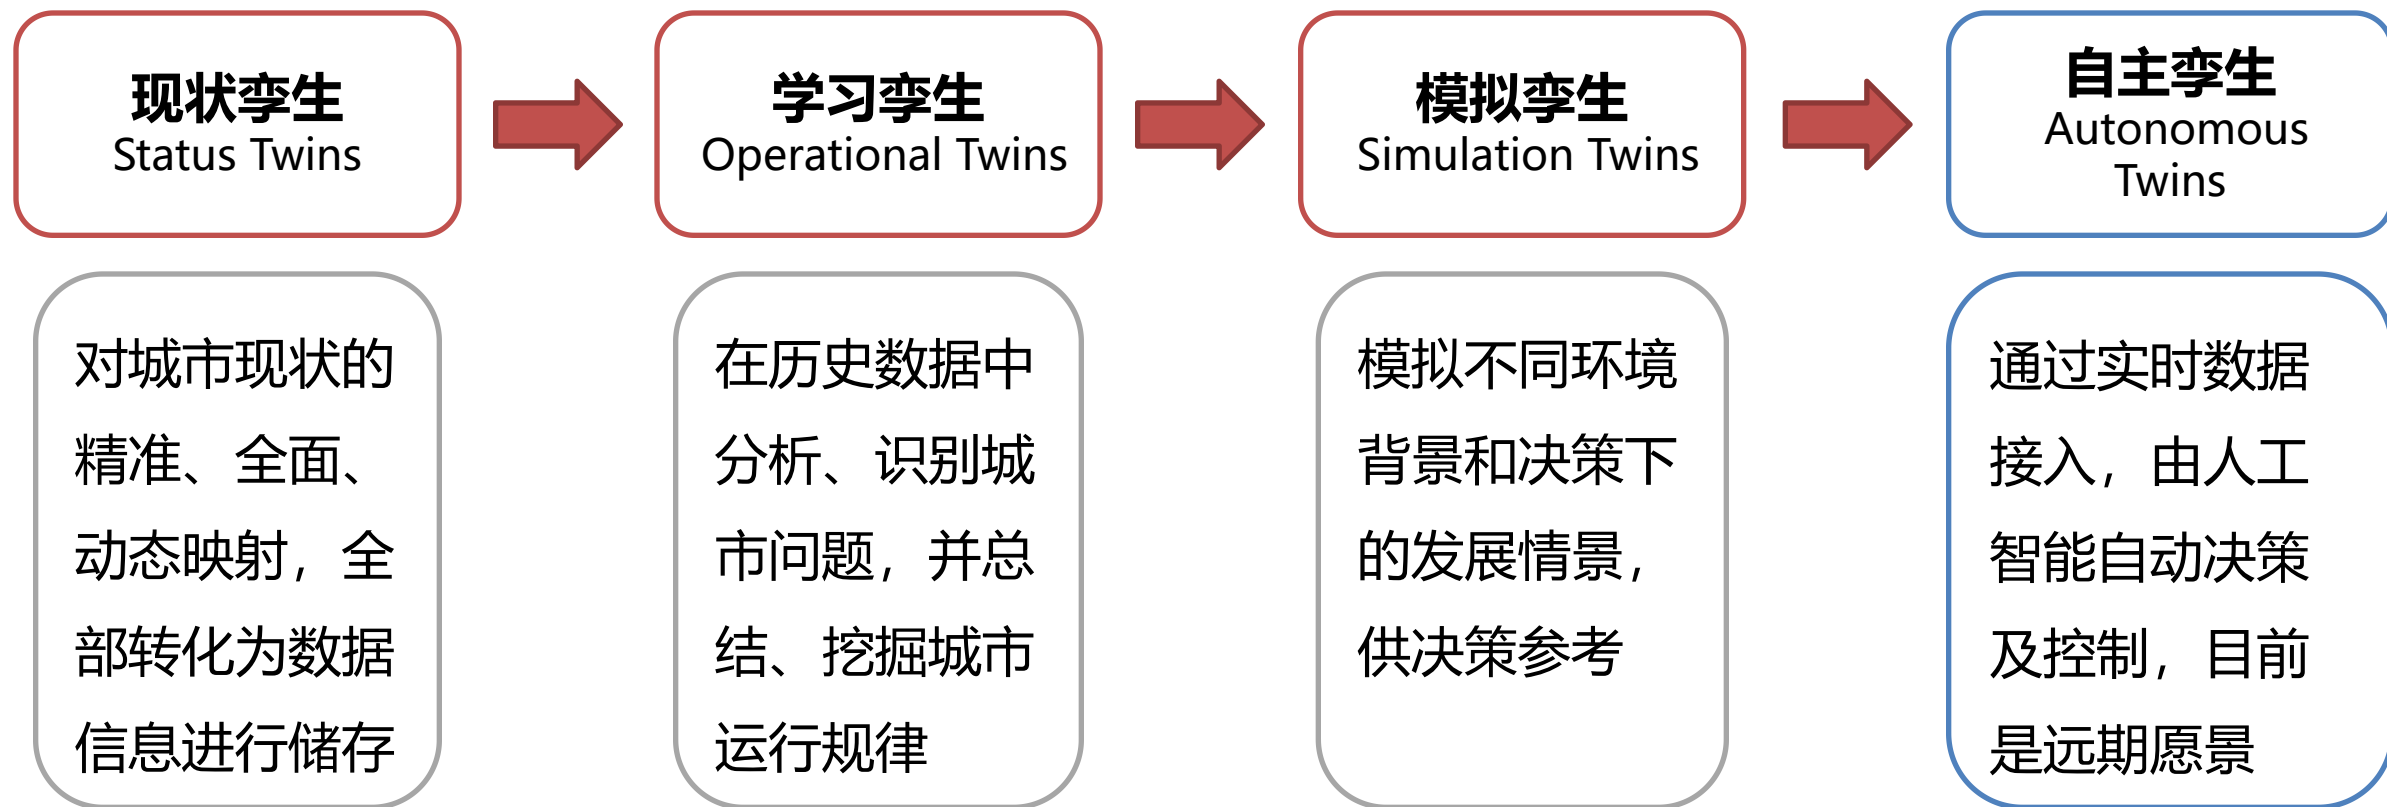 现状孪生
Status Twins
学习孪生
Operational Twins
模拟孪生
Simulation Twins
自主孪生
Autonomous
Twins
对城市现状的
精准、全面、
动态映射，全
部转化为数据
信息进行储存
在历史数据中
分析、识别城
市问题，并总
结、挖掘城市
运行规律
模拟不同环境
背景和决策下
的发展情景，
供决策参考
通过实时数据
接入，由人工
智能自动决策
及控制，目前
是远期愿景